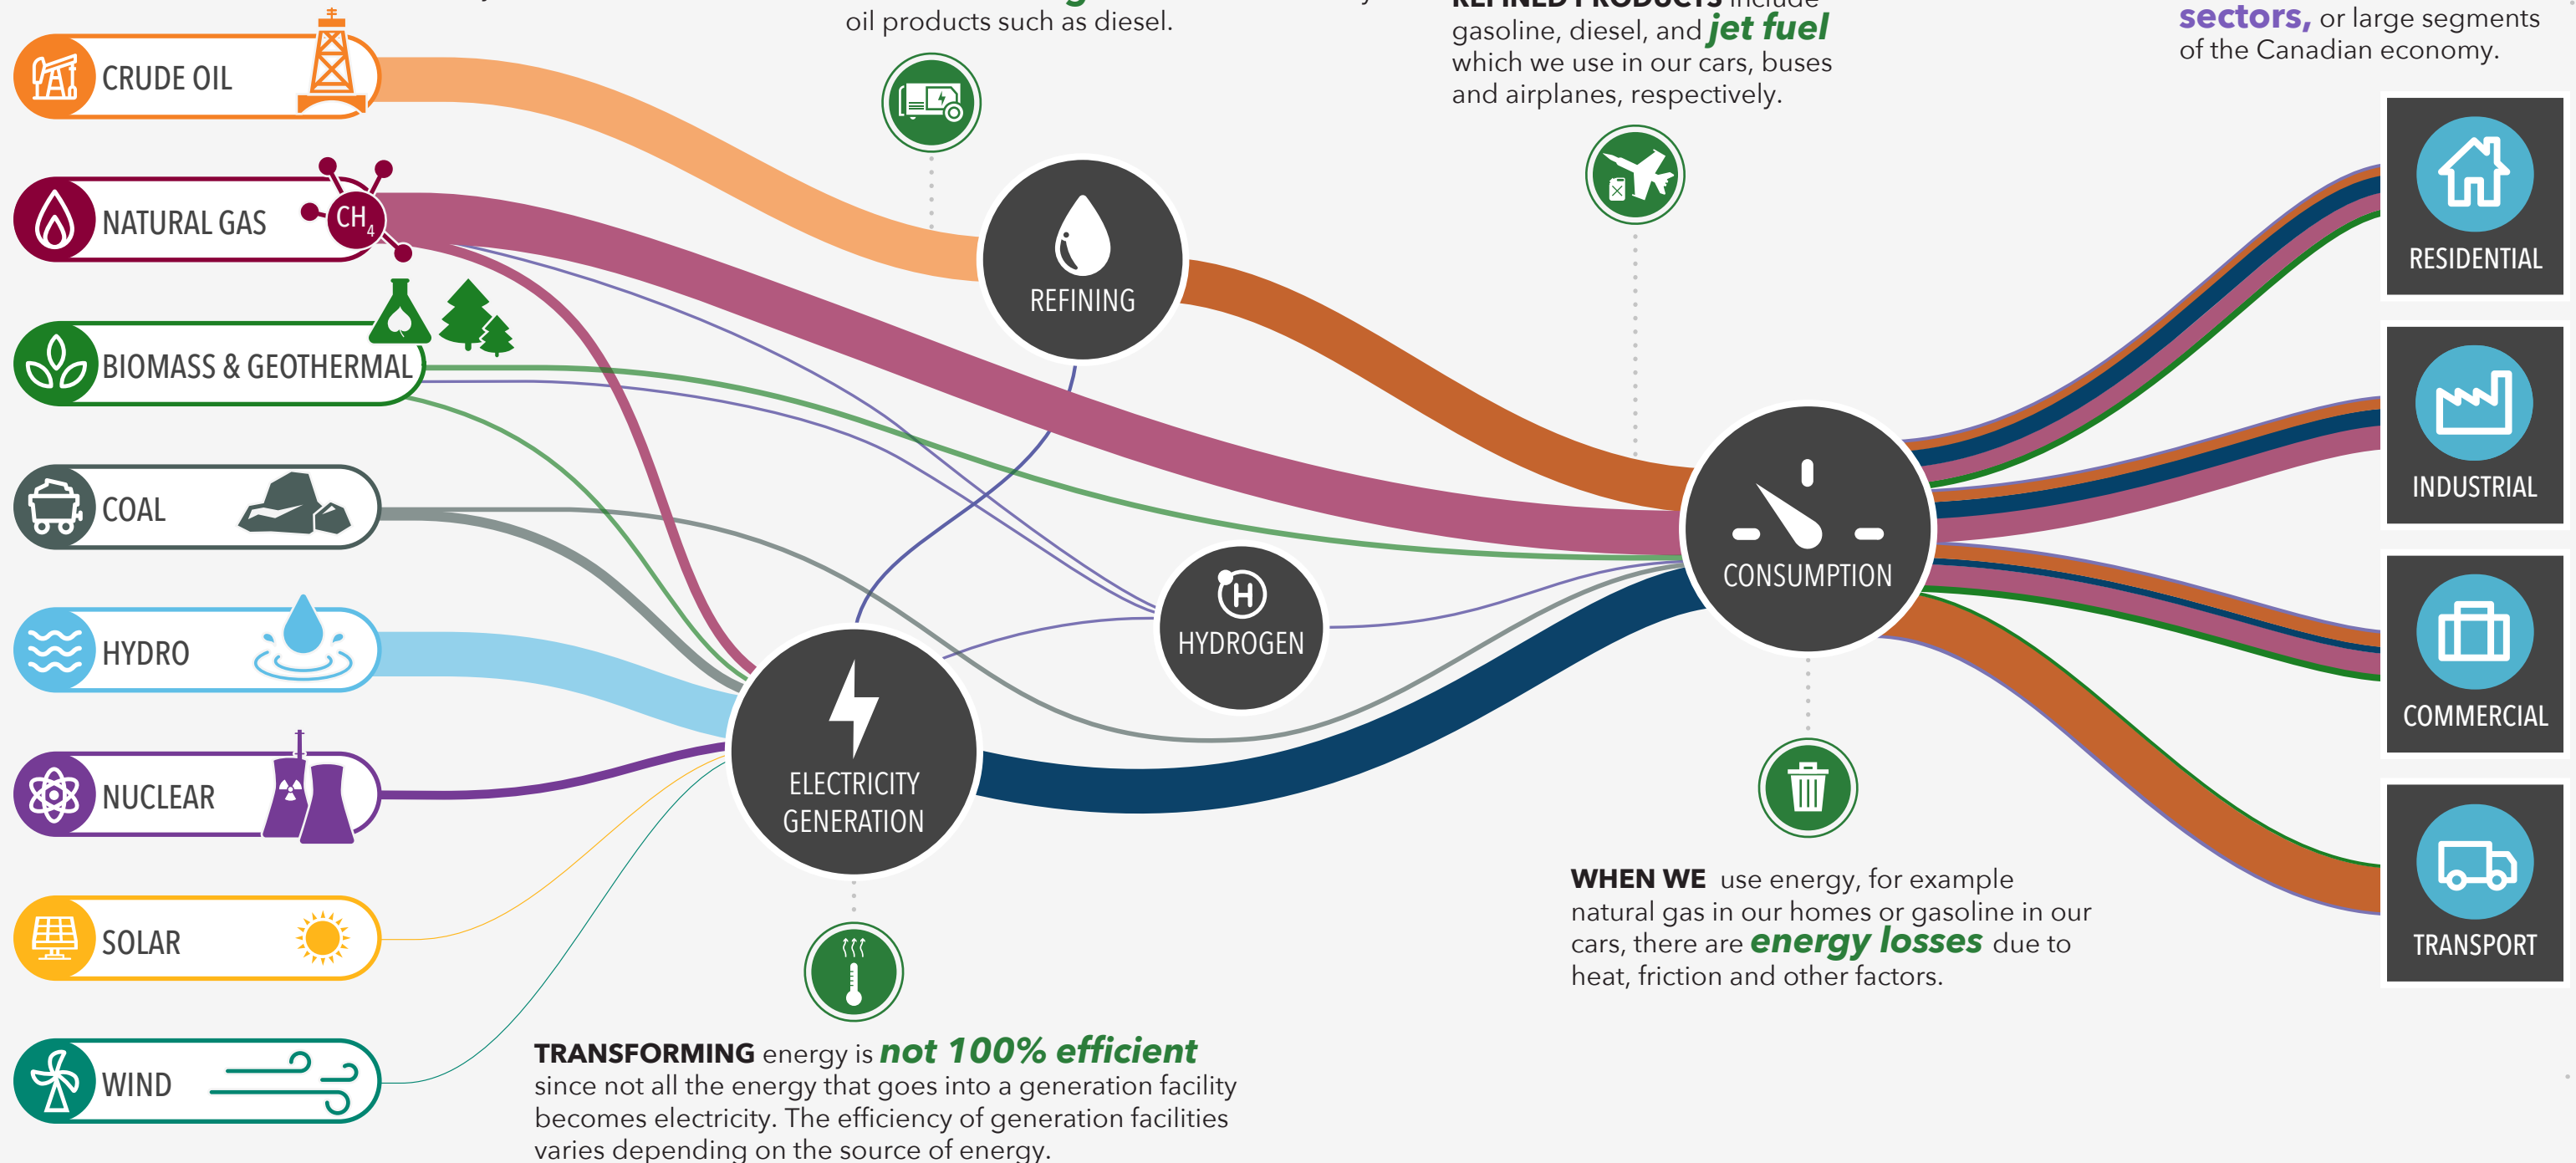 oil products such as diesel.
REFINED PRODUCTS include
gasoline, diesel, and jet fuel
which we use in our cars, buses
and airplanes, respectively.
sectors, or large segments
of the Canadian economy.
CRUDE OIL
NATURAL GAS
CH4
BIOMASS & GEOTHERMAL
COAL
HYDRO
NUCLEAR
SOLAR
WIND
REFINING
H
HYDROGEN
ELECTRICITY
GENERATION
CONSUMPTION
RESIDENTIAL
INDUSTRIAL
COMMERCIAL
TRANSPORT
WHEN WE use energy, for example
natural gas in our homes or gasoline in our
cars, there are energy losses due to
heat, friction and other factors.
TRANSFORMING energy is not 100% efficient
since not all the energy that goes into a generation facility
becomes electricity. The efficiency of generation facilities
varies depending on the source of energy.